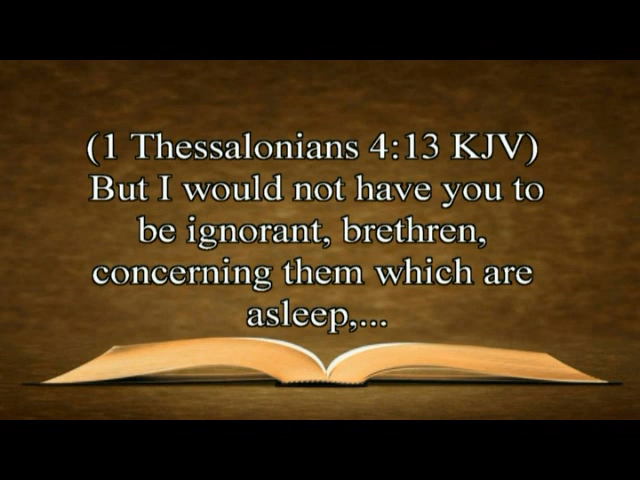 (1 Thessalonians 4:13 KJV)
But I would not have you to
be ignorant, brethren,
concerning them which are
asleep,...